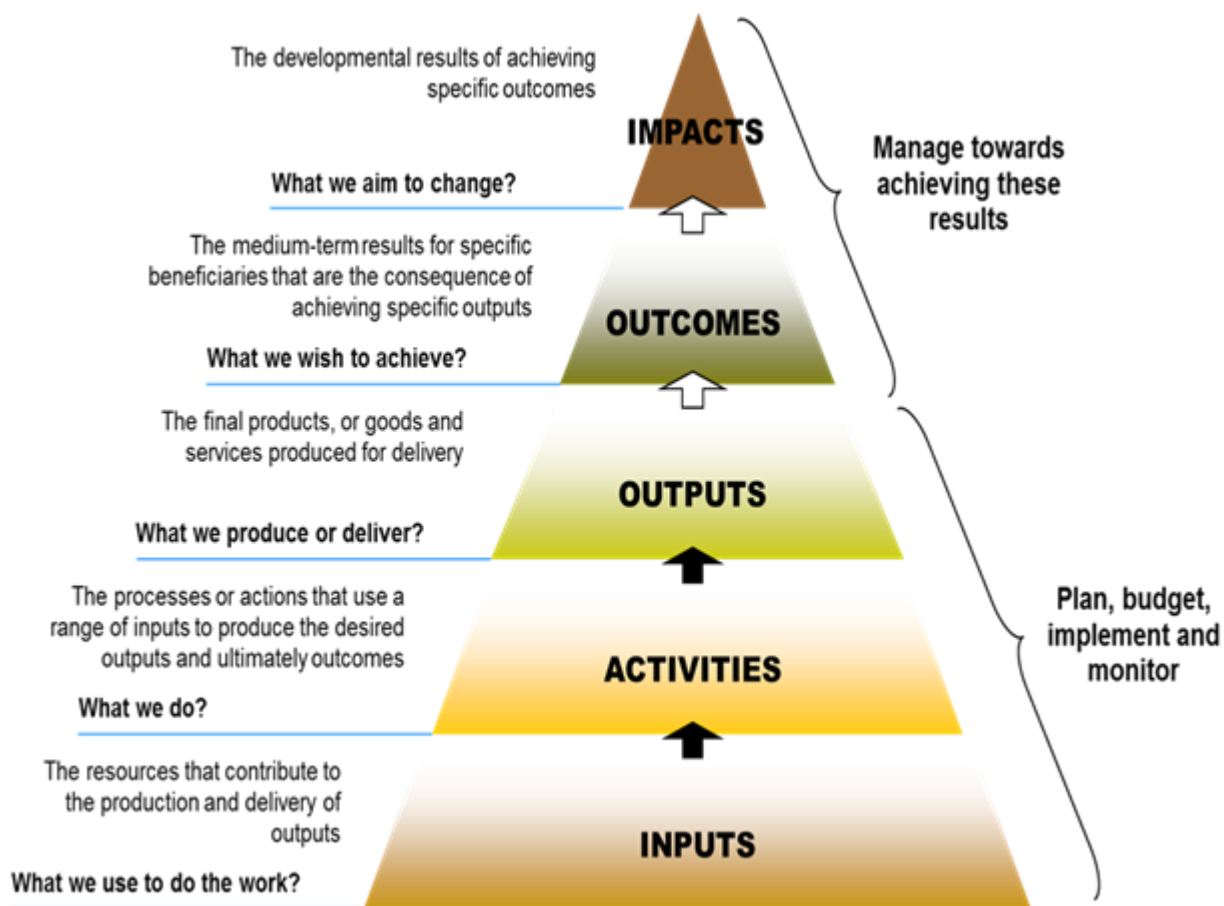 The developmental results of achieving
specific outcomes
IMPACTS
What we aim to change?
Manage towards
achieving these
results
The medium-term results for specific
beneficiaries that are the consequence of
achieving specific outputs
OUTCOMES
What we wish to achieve?
The final products, or goods and
services produced for delivery
OUTPUTS
What we produce or deliver?
The processes or actions that use a
range of inputs to produce the desired
outputs and ultimately outcomes
ACTIVITIES
What we do?
Plan, budget,
implement and
monitor
The resources that contribute to
the production and delivery of
outputs
INPUTS
What we use to do the work?